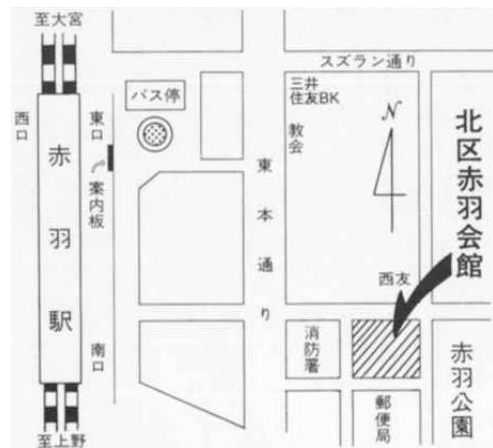 至大宮
スズラン通り
バス停
三井
住友BK
教会
N
西口
東口
案内板
赤羽駅
東本通り
北区赤羽会館
西友
消防署
南口
郵便局
赤羽公園
至上野